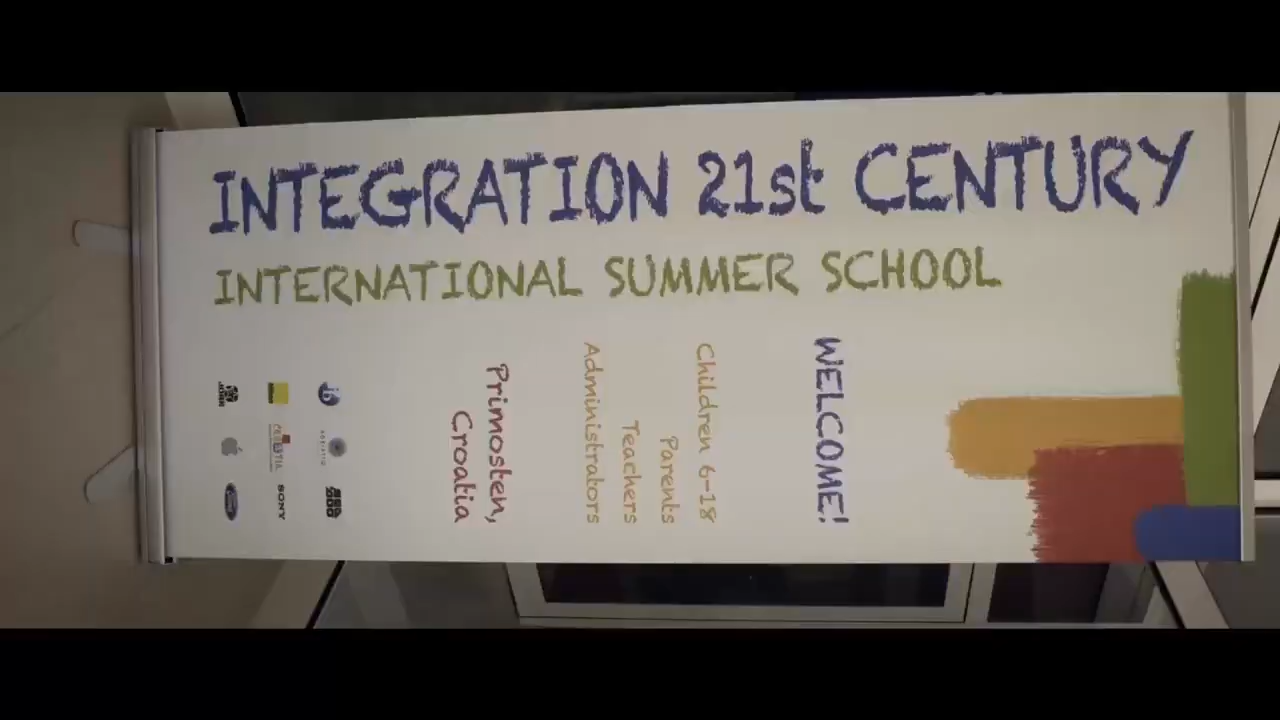 INTEGRATION 21st CENTURY
INTERNATIONAL SUMMER SCHOOL
WELCOME!
Children 6-18
Parents
Teachers
Administrators
Primosten,
Croatia
SONY